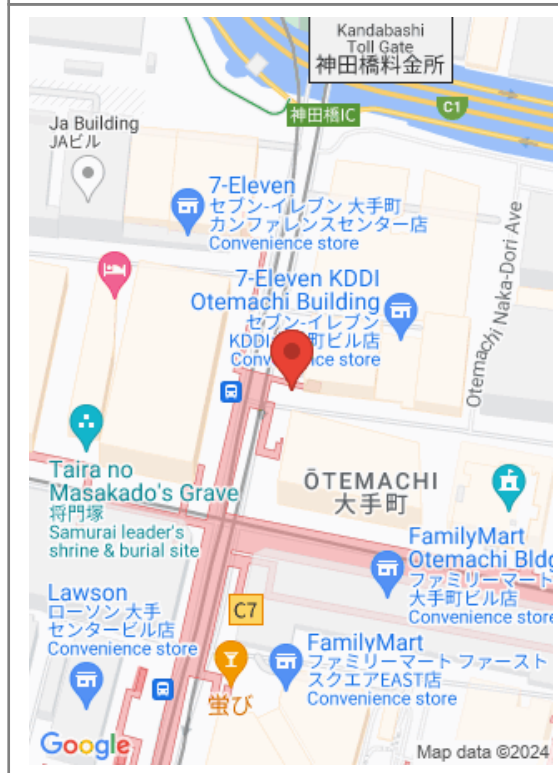 Kandabashi
Toll Gate
神田橋料金所
C1
神田橋IC
Ja Building
JAビル
7-Eleven
セブン-イレブン 大手町
カンファレンスセンター店
Convenience store
7-Eleven KDDI
Otemachi Building
セブン-イレブン
KDDI 町ビル店
Convenience store
Otemachi Naka-Dori Ave
Taira no
Masakado's Grave
将門塚
Samurai leader's
shrine & burial site
ŌTEMACHI
大手町
FamilyMart
Otemachi Bldg
ファミリーマート
大手町ビル店
Convenience store
Lawson
ローソン 大手
センタービル店
Convenience store
C7
FamilyMart
ファミリーマート ファースト
スクエアEAST店
Convenience store
蛍び
Google
Map data ©2024